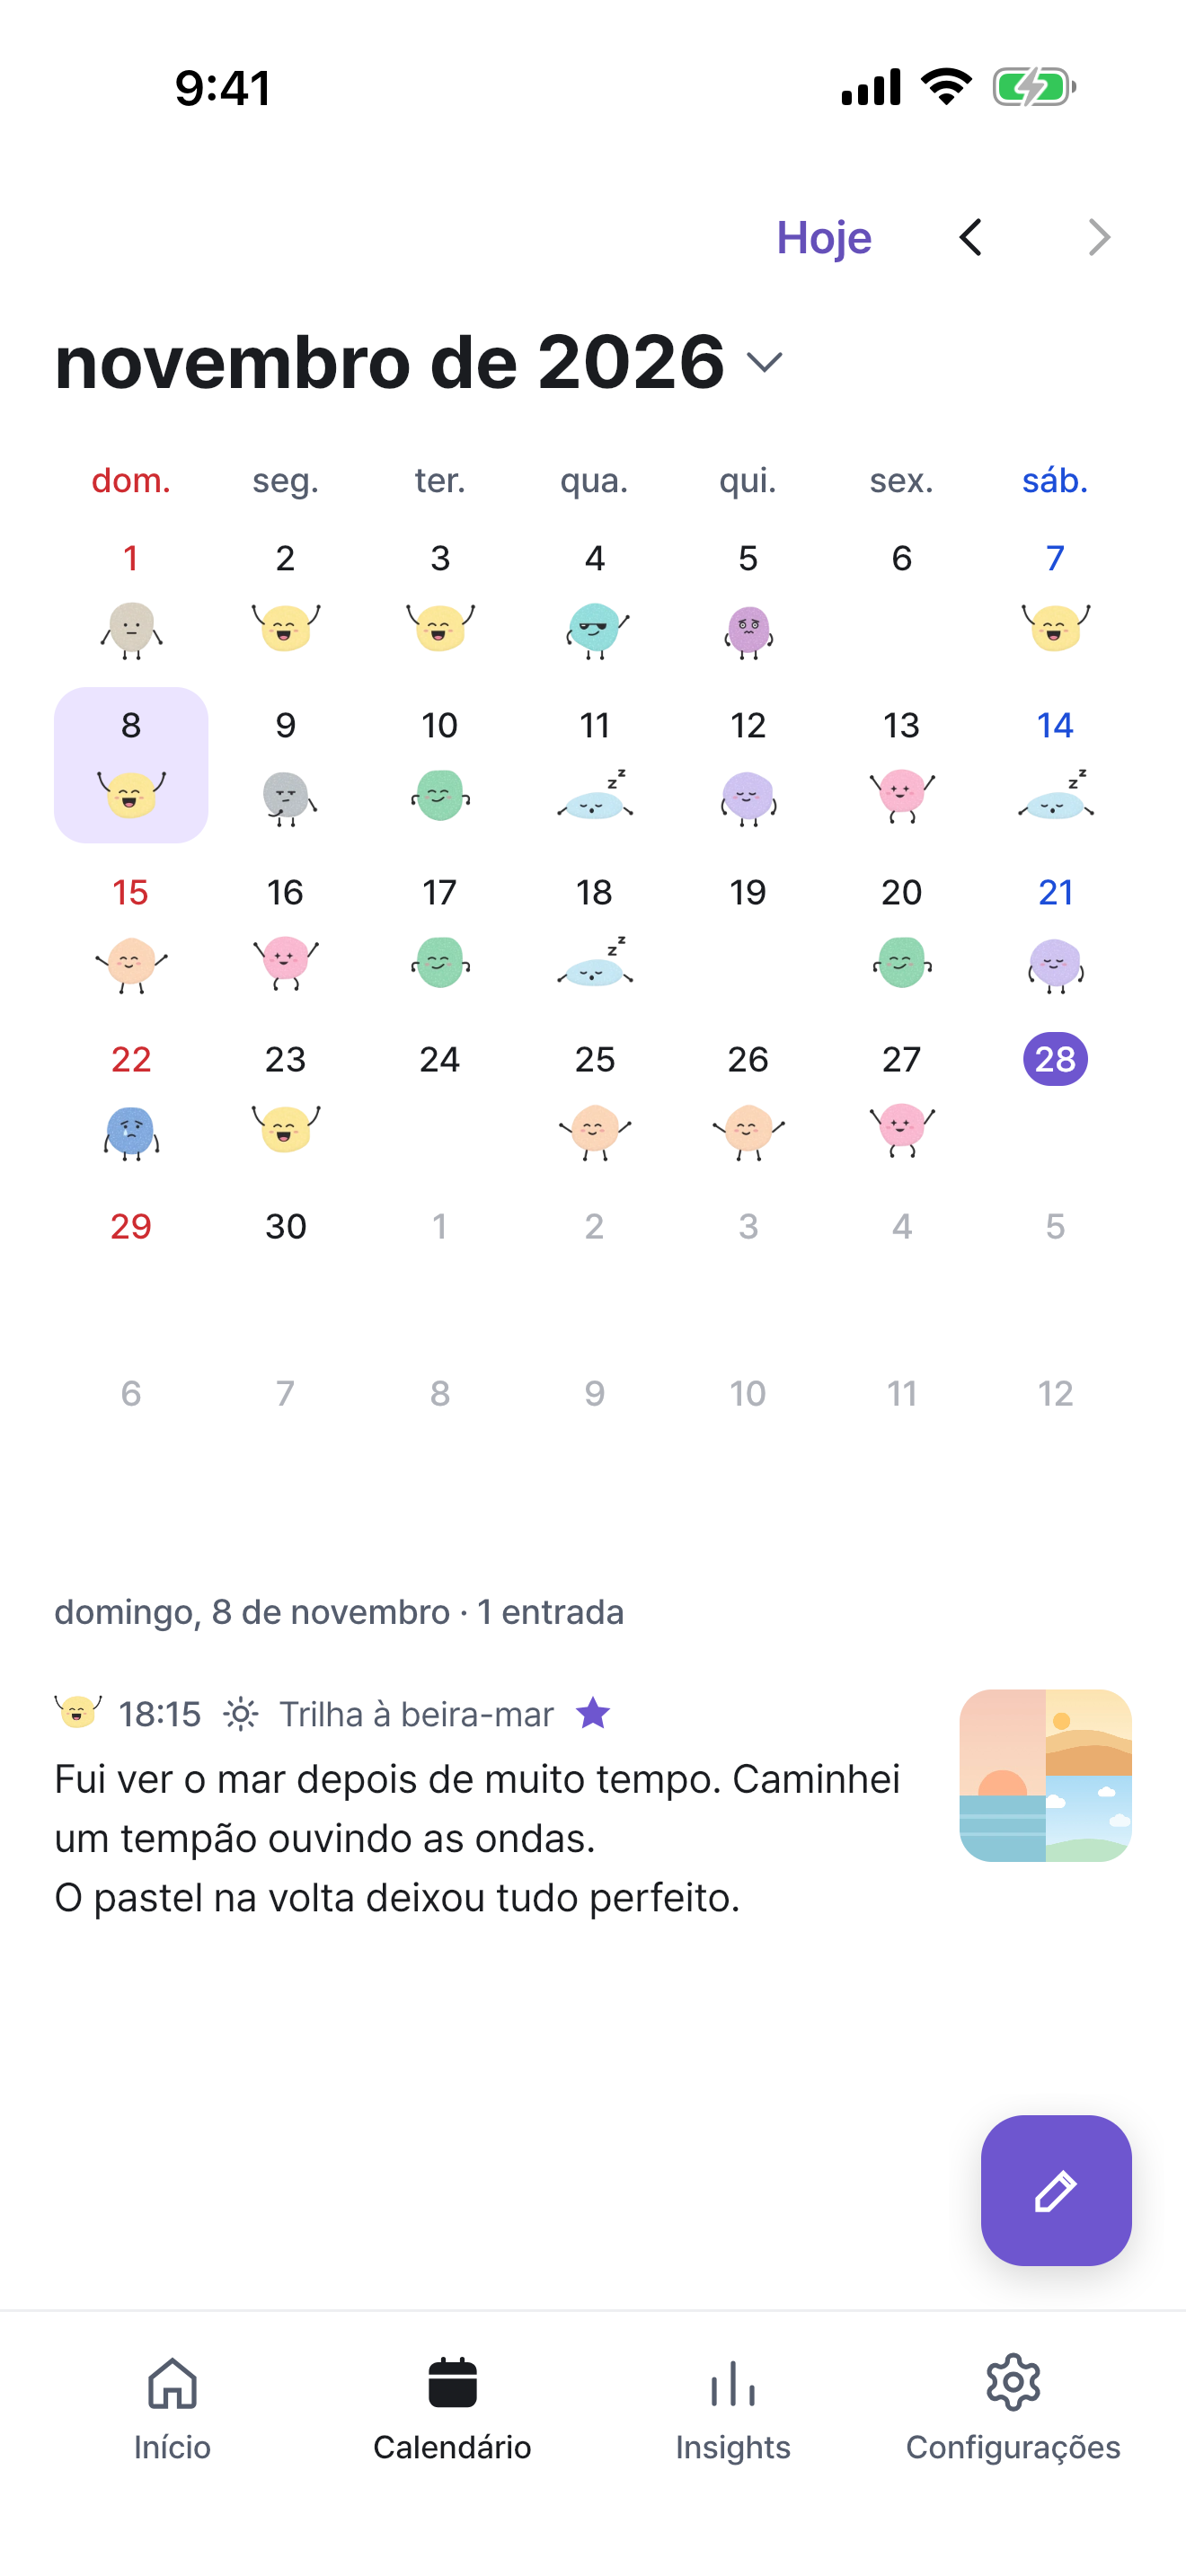 9:41
Hoje
novembro de 2026
dom. seg. ter. qua. qui. sex. sáb.
1 2 3 4 5 6 7
8 9 10 11 12 13 14
z z z z
15 16 17 18 19 20 21
z z
22 23 24 25 26 27 28
29 30 1 2 3 4 5
6 7 8 9 10 11 12
domingo, 8 de novembro · 1 entrada
18:15 Trilha à beira-mar
Fui ver o mar depois de muito tempo. Caminhei
um tempão ouvindo as ondas.
O pastel na volta deixou tudo perfeito.
Início Calendário Insights Configurações